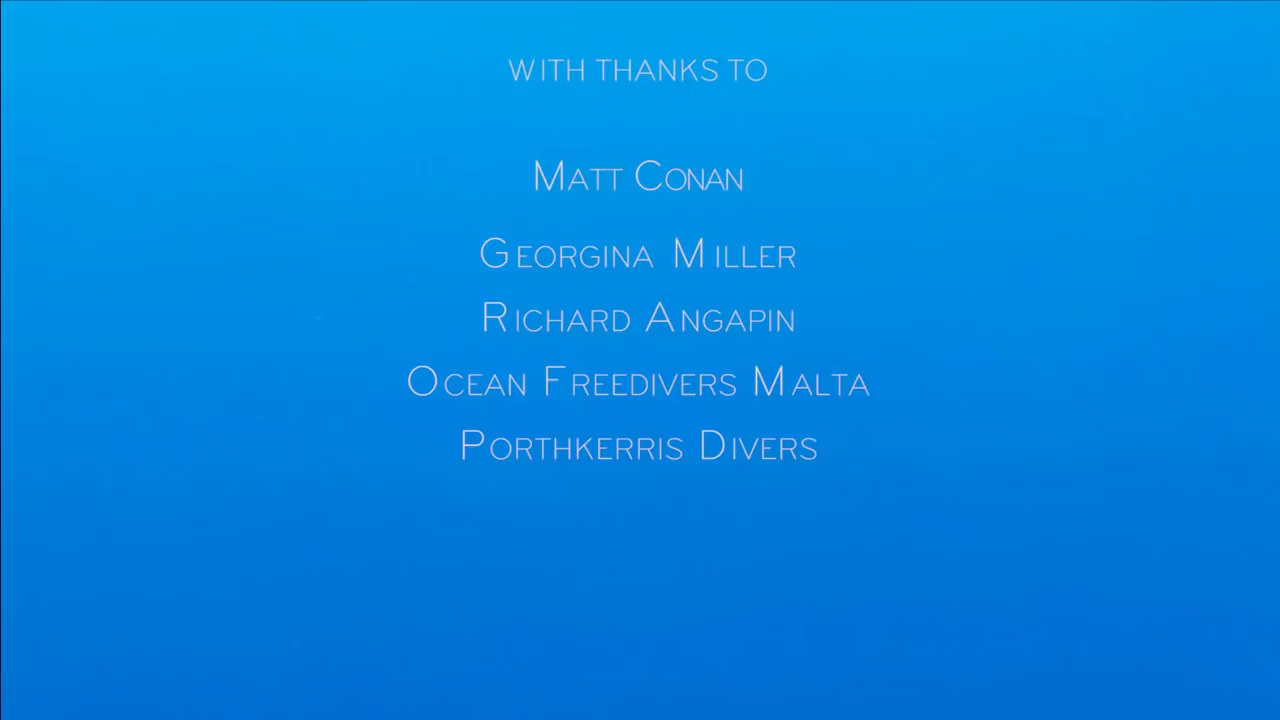 WITH THANKS TO
MATT CONAN
GEORGINA MILLER
RICHARD ANGAPIN
OCEAN FREEDIVERS MALTA
PORTHKERRIS DIVERS